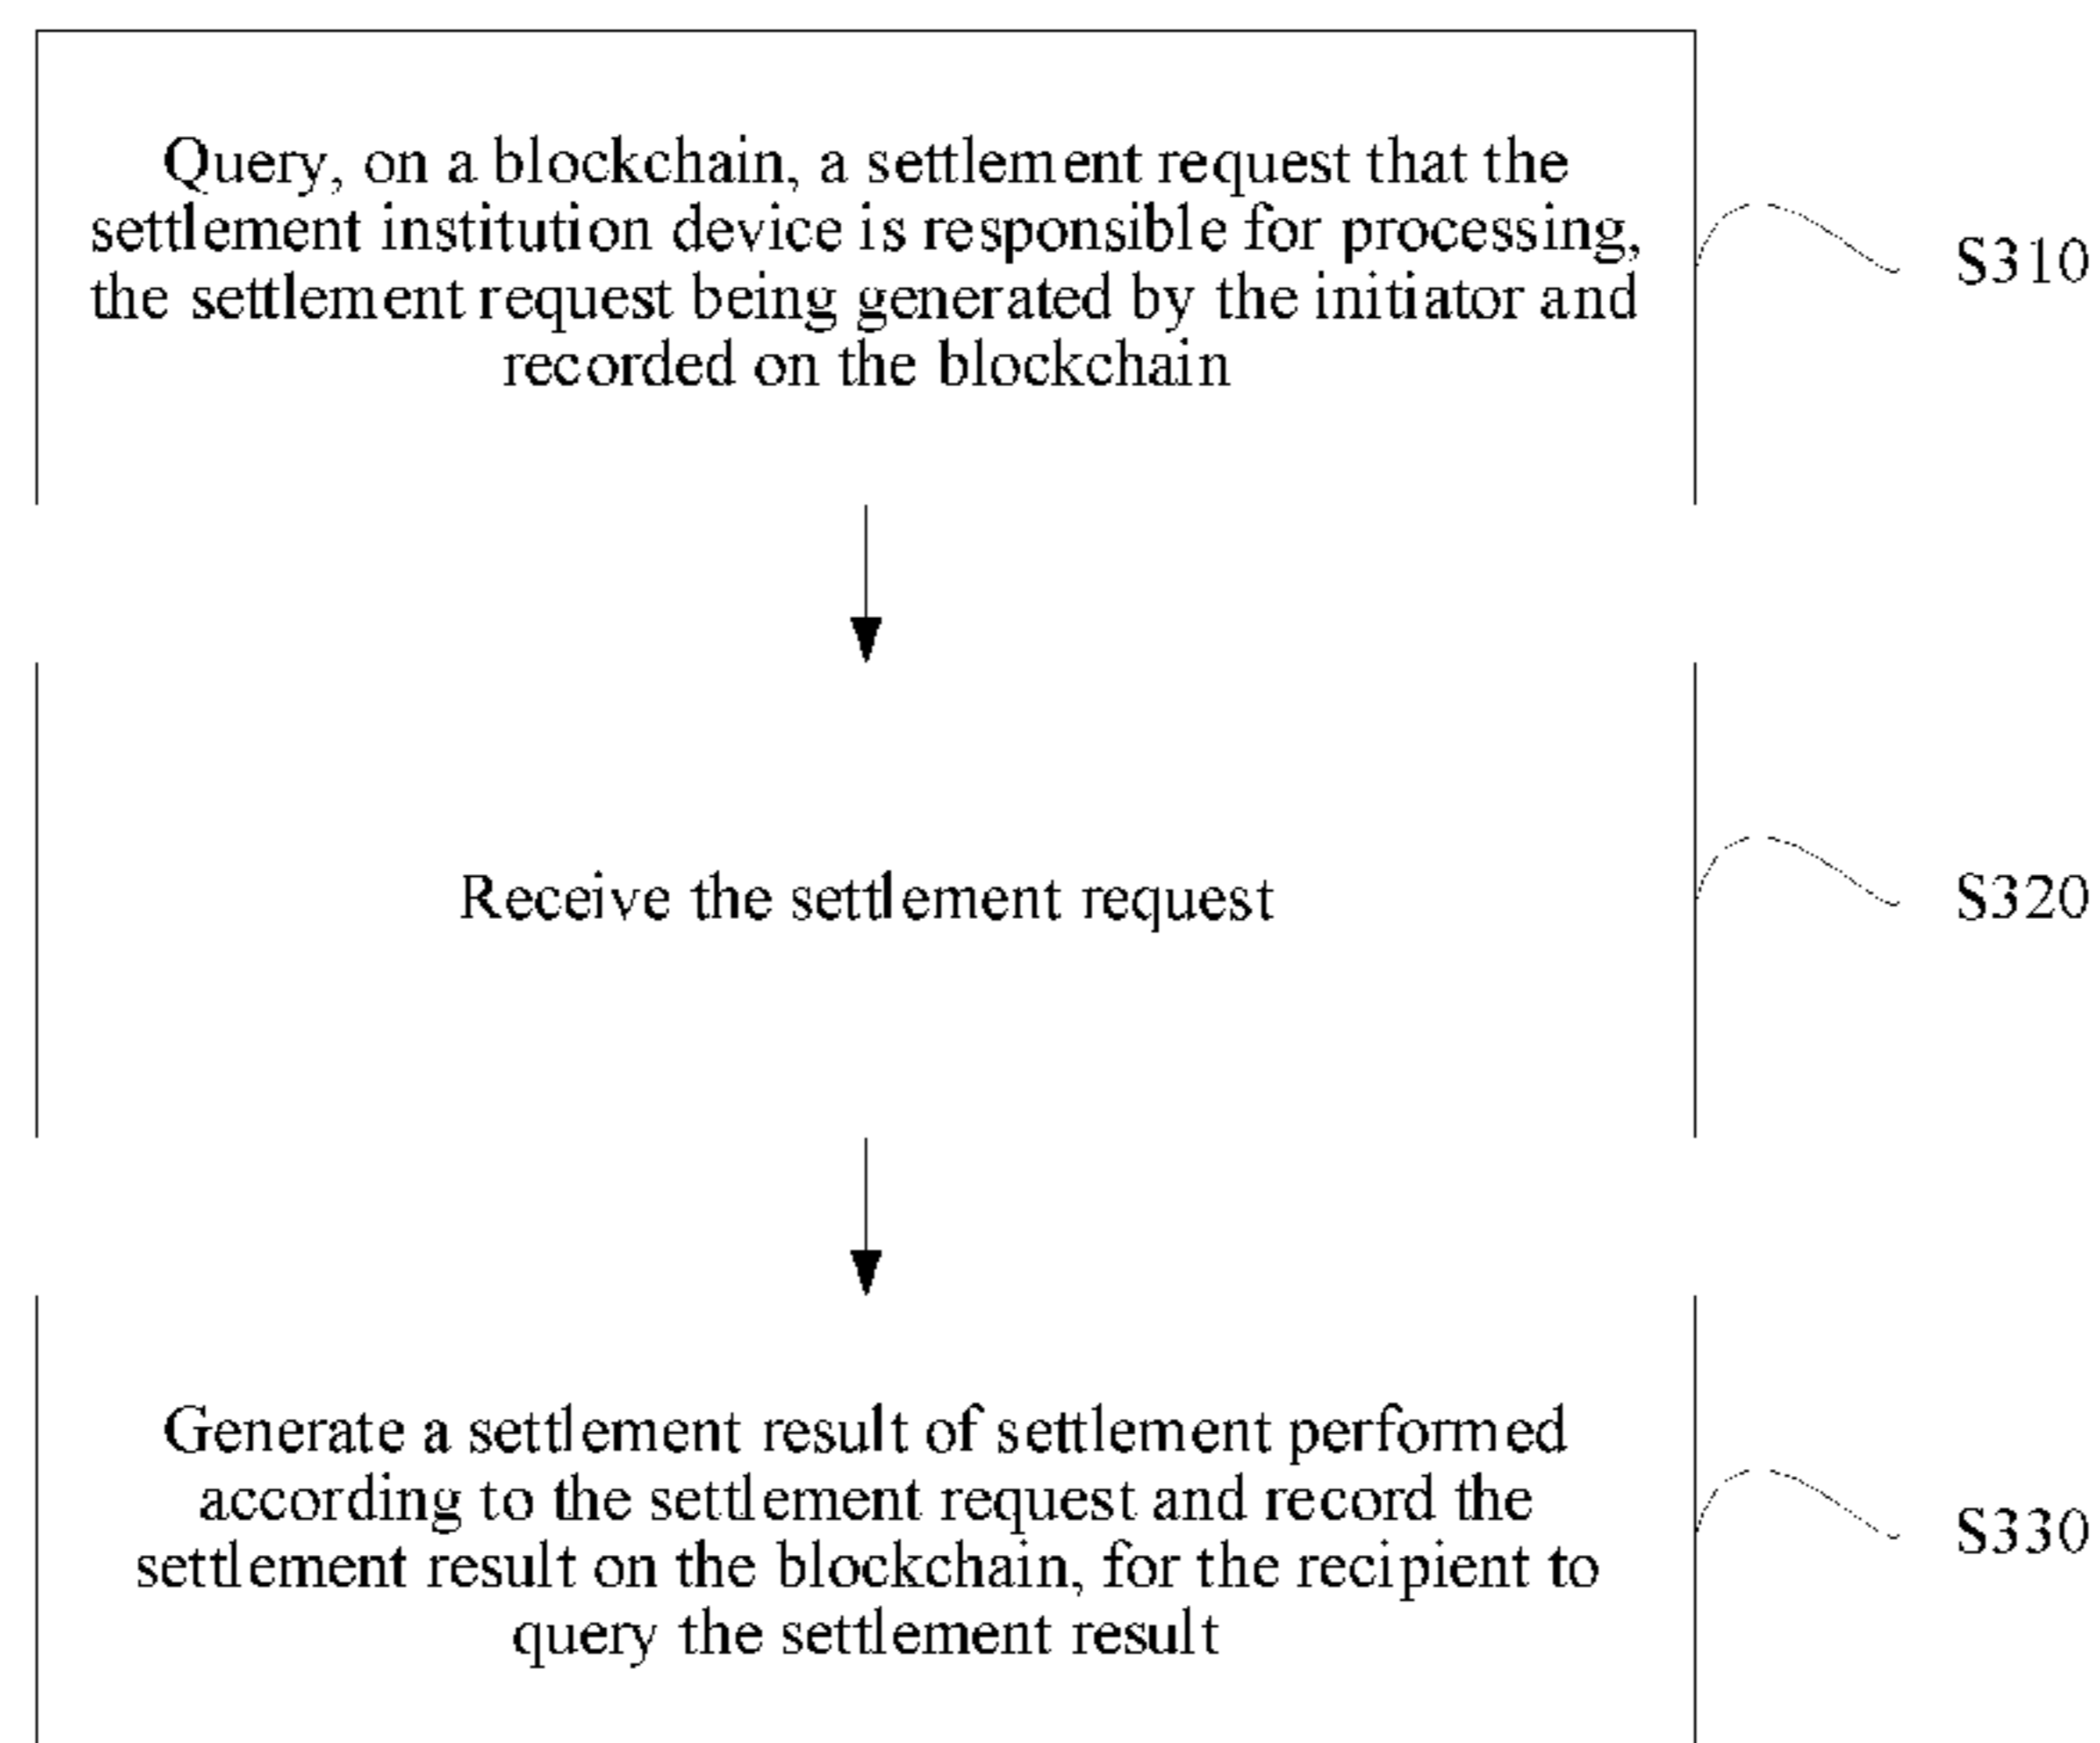 Query, on a blockchain, a settlement request that the
settlement institution device is responsible for processing,
the settlement request being generated by the initiator and
recorded on the blockchain
S310
Receive the settlement request
S320
Generate a settlement result of settlement performed
according to the settlement request and record the
settlement result on the blockchain, for the recipient to
query the settlement result
S330